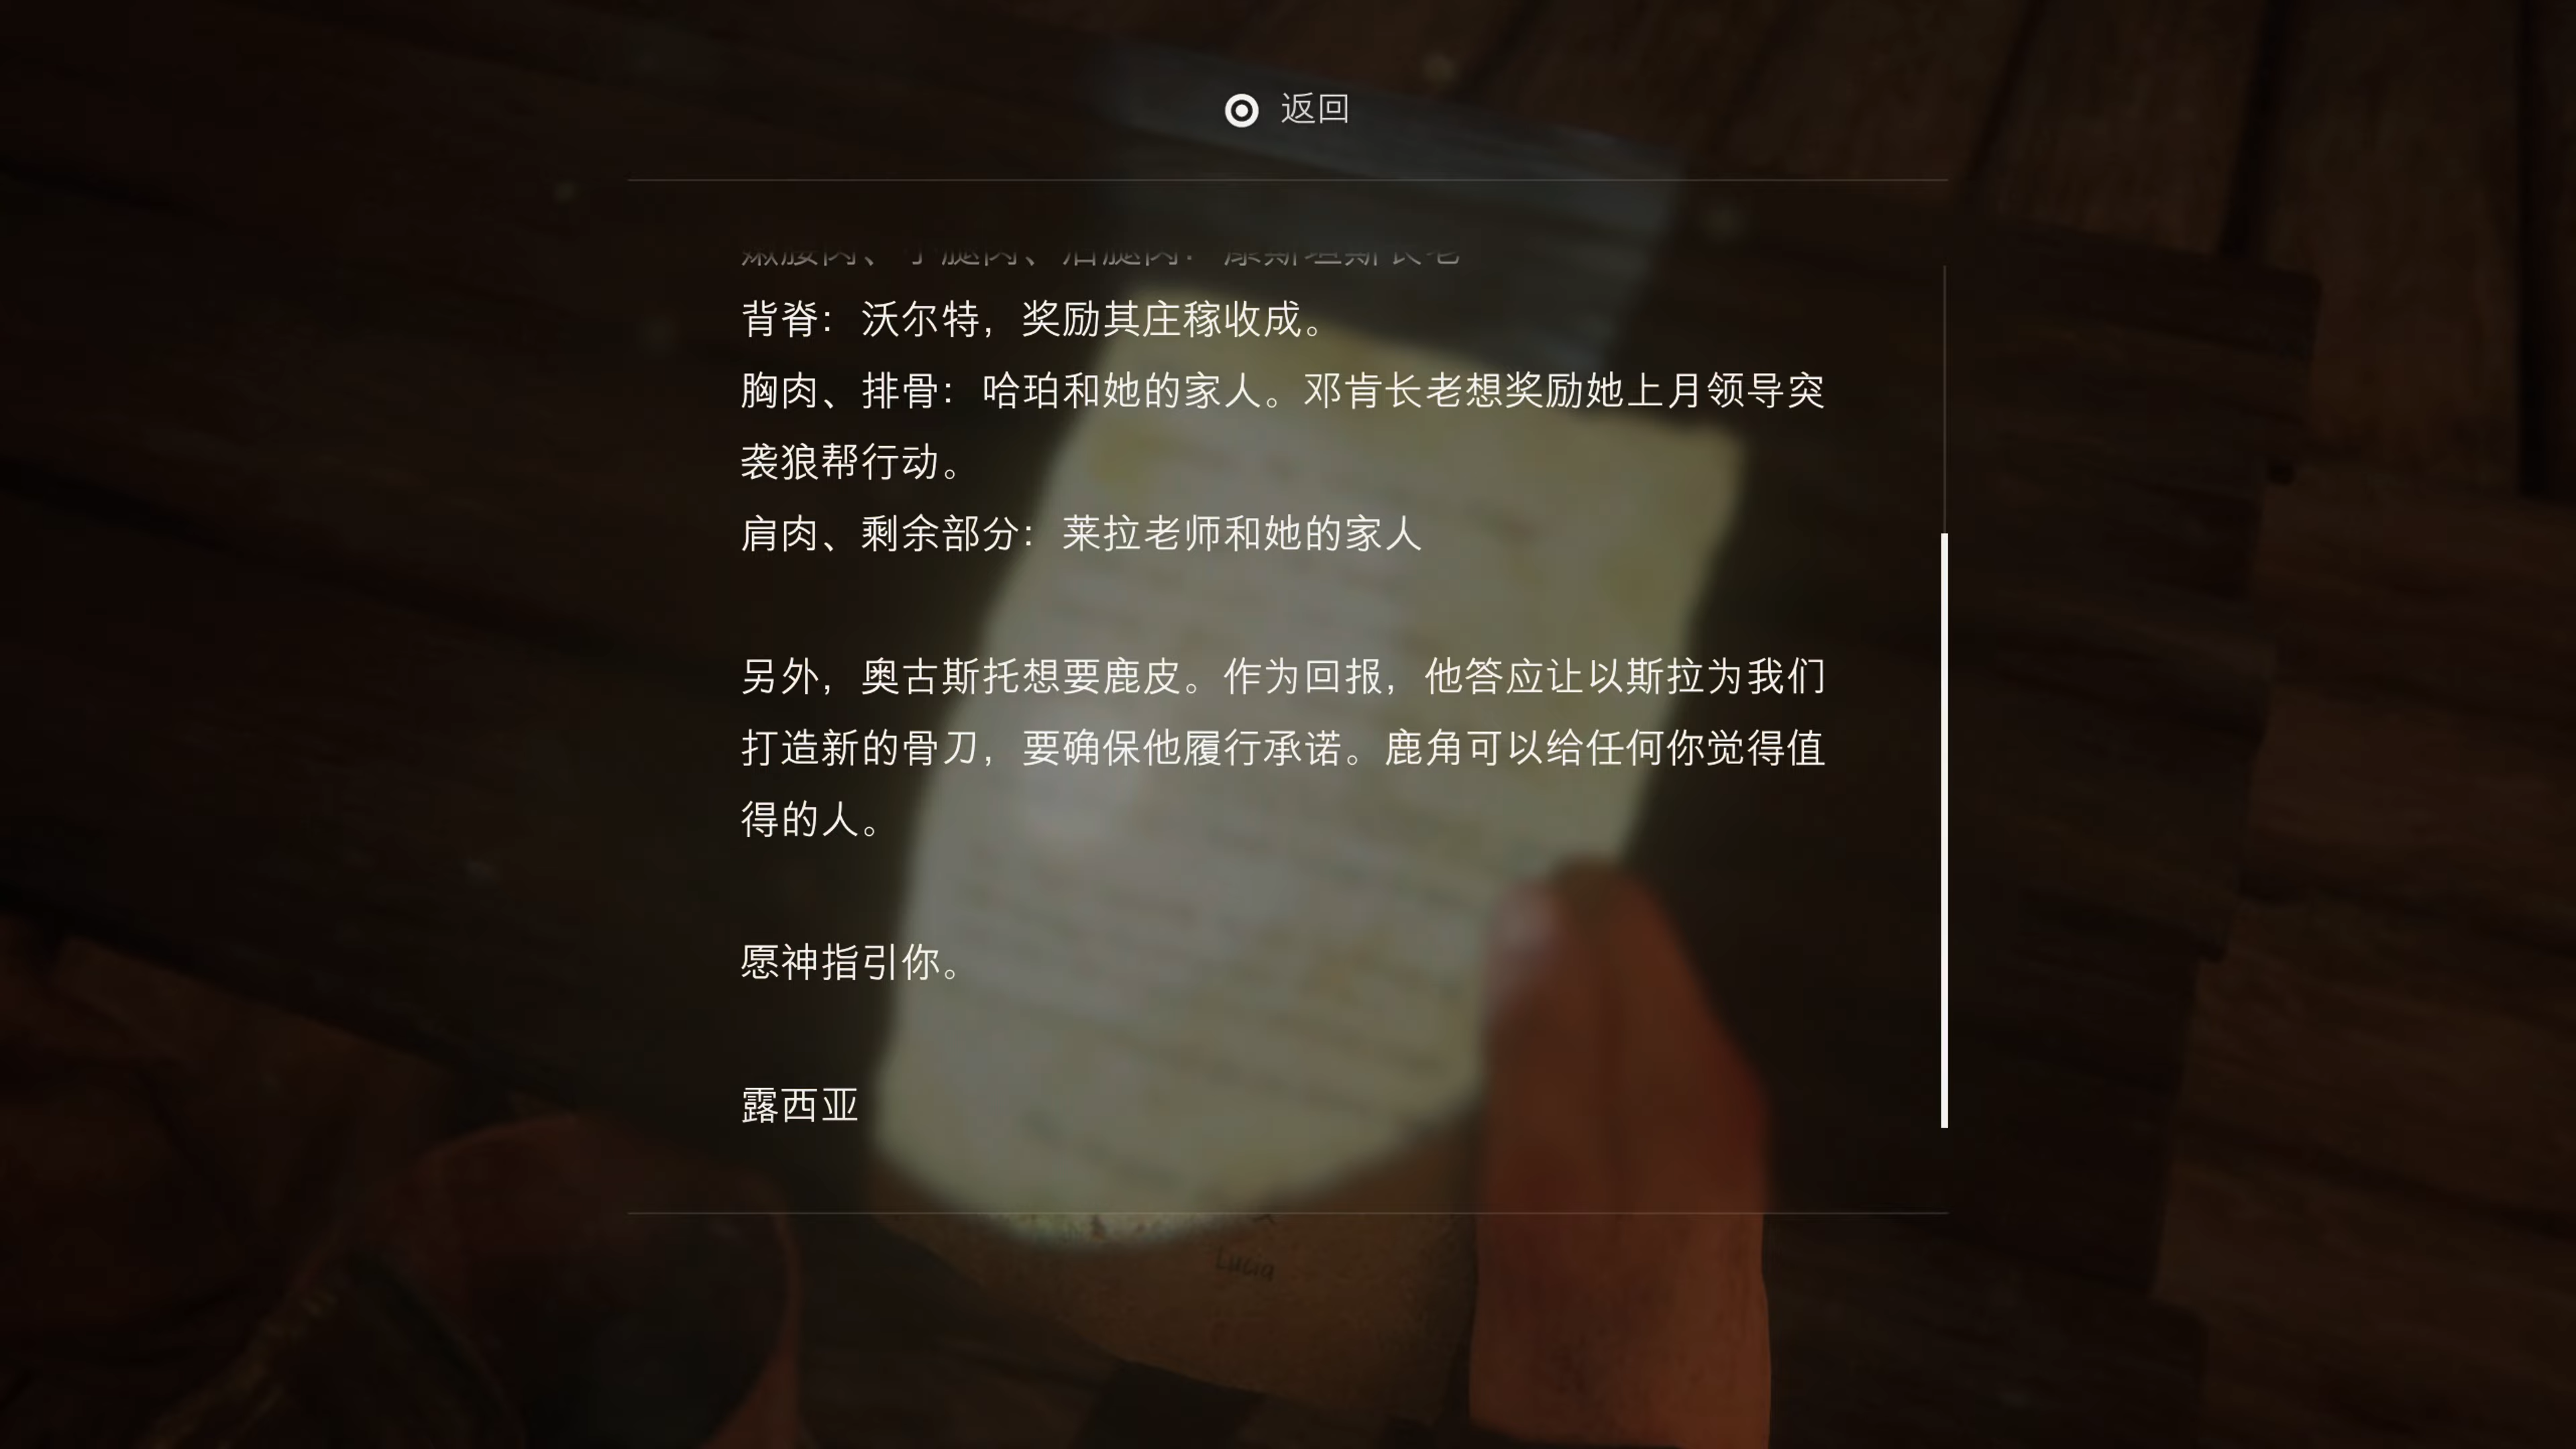 返回
背脊：沃尔特，奖励其庄稼收成。
胸肉、排骨：哈珀和她的家人。邓肯长老想奖励她上月领导突
袭狼帮行动。
肩肉、剩余部分：莱拉老师和她的家人
另外，奥古斯托想要鹿皮。作为回报，他答应让以斯拉为我们
打造新的骨刀，要确保他履行承诺。鹿角可以给任何你觉得值
得的人。
愿神指引你。
露西亚
Lucia